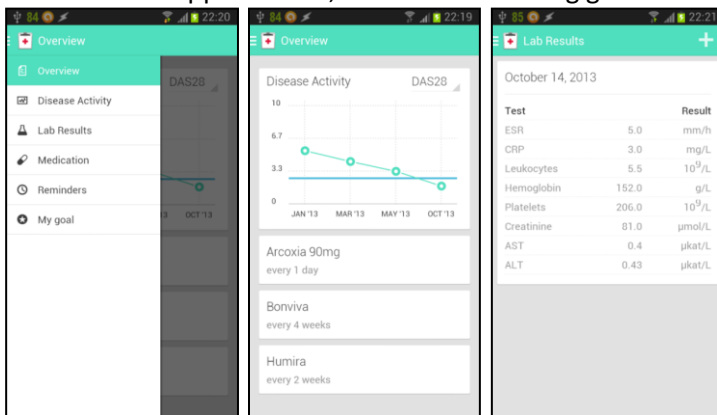 84 22:20
Overview
Overview
Disease Activity
Lab Results
Medication
Reminders
My goal
DAS28
13 OCT '13
84 22:19
Overview
Disease Activity DAS28
10
6.7
3.3
0
JAN '13 MAR '13 MAY '13 OCT '13
Arcoxia 90mg
every 1 day
Bonviva
every 4 weeks
Humira
every 2 weeks
85 22:21
Lab Results +
October 14, 2013
Test Result
ESR 5.0 mm/h
CRP 3.0 mg/L
Leukocytes 5.5 10⁹/L
Hemoglobin 152.0 g/L
Platelets 206.0 10⁹/L
Creatinine 81.0 µmol/L
AST 0.4 µkat/L
ALT 0.43 µkat/L